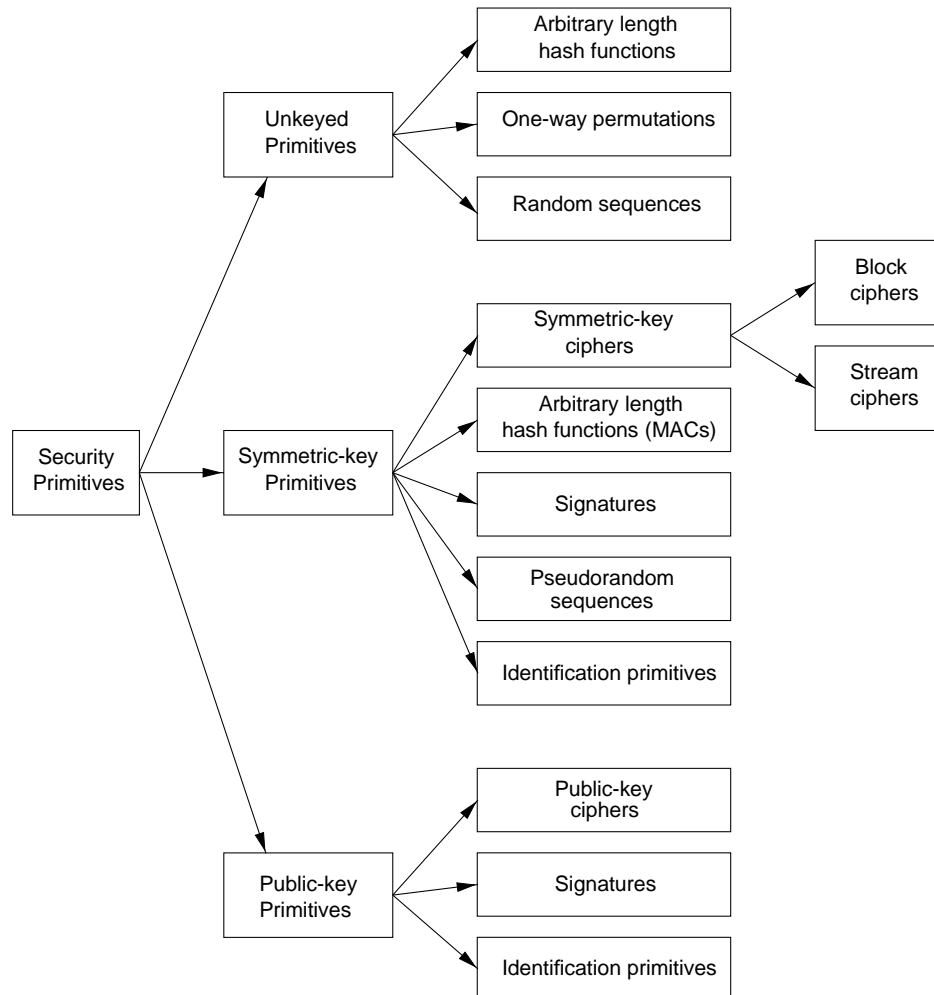 Arbitrary length
hash functions
Unkeyed
Primitives
One-way permutations
Random sequences
Block
ciphers
Symmetric-key
ciphers
Stream
ciphers
Arbitrary length
hash functions (MACs)
Security
Primitives
Symmetric-key
Primitives
Signatures
Pseudorandom
sequences
Identification primitives
Public-key
ciphers
Public-key
Primitives
Signatures
Identification primitives